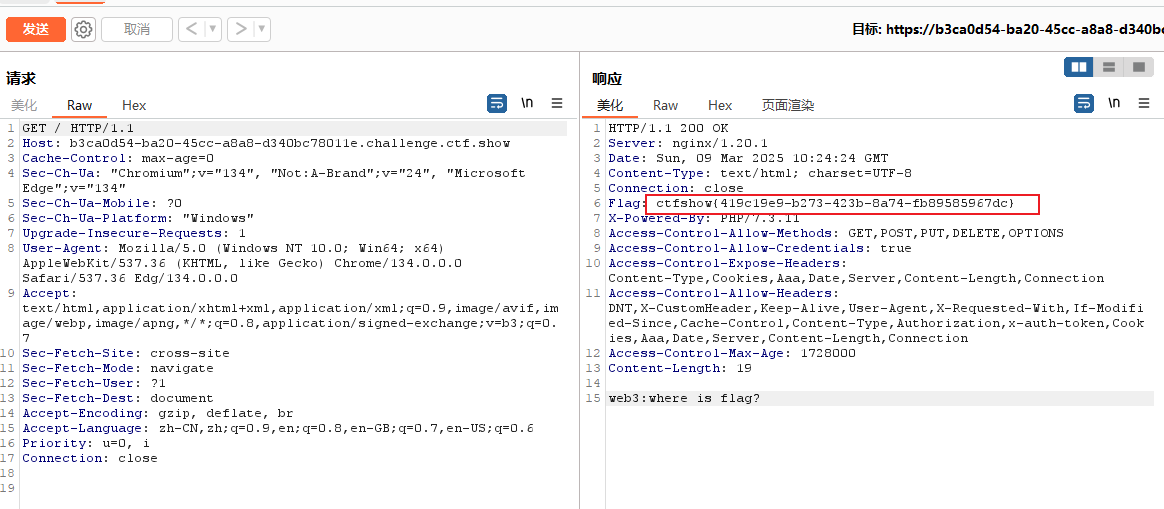 发送 取消 < > 目标: https://b3ca0d54-ba20-45cc-a8a8-d340bc
请求
美化 Raw Hex \n
1 GET / HTTP/1.1
2 Host: b3ca0d54-ba20-45cc-a8a8-d340bc78011e.challenge.ctf.show
3 Cache-Control: max-age=0
4 Sec-Ch-Ua: "Chromium";v="134", "Not:A-Brand";v="24", "Microsoft
Edge";v="134"
5 Sec-Ch-Ua-Mobile: ?0
6 Sec-Ch-Ua-Platform: "Windows"
7 Upgrade-Insecure-Requests: 1
8 User-Agent: Mozilla/5.0 (Windows NT 10.0; Win64; x64)
AppleWebKit/537.36 (KHTML, like Gecko) Chrome/134.0.0.0
Safari/537.36 Edg/134.0.0.0
9 Accept:
text/html,application/xhtml+xml,application/xml;q=0.9,image/avif,im
age/webp,image/apng,*/*;q=0.8,application/signed-exchange;v=b3;q=0.
7
10 Sec-Fetch-Site: cross-site
11 Sec-Fetch-Mode: navigate
12 Sec-Fetch-User: ?1
13 Sec-Fetch-Dest: document
14 Accept-Encoding: gzip, deflate, br
15 Accept-Language: zh-CN,zh;q=0.9,en;q=0.8,en-GB;q=0.7,en-US;q=0.6
16 Priority: u=0, i
17 Connection: close
18
19
响应
美化 Raw Hex 页面渲染 \n
1 HTTP/1.1 200 OK
2 Server: nginx/1.20.1
3 Date: Sun, 09 Mar 2025 10:24:24 GMT
4 Content-Type: text/html; charset=UTF-8
5 Connection: close
6 Flag: ctfshow{419c19e9-b273-423b-8a74-fb89585967dc}
7 X-Powered-By: PHP/7.3.11
8 Access-Control-Allow-Methods: GET,POST,PUT,DELETE,OPTIONS
9 Access-Control-Allow-Credentials: true
10 Access-Control-Expose-Headers:
Content-Type,Cookies,Aaa,Date,Server,Content-Length,Connection
11 Access-Control-Allow-Headers:
DNT,X-CustomHeader,Keep-Alive,User-Agent,X-Requested-With,If-Modifi
ed-Since,Cache-Control,Content-Type,Authorization,x-auth-token,Cook
ies,Aaa,Date,Server,Content-Length,Connection
12 Access-Control-Max-Age: 1728000
13 Content-Length: 19
14
15 web3:where is flag?